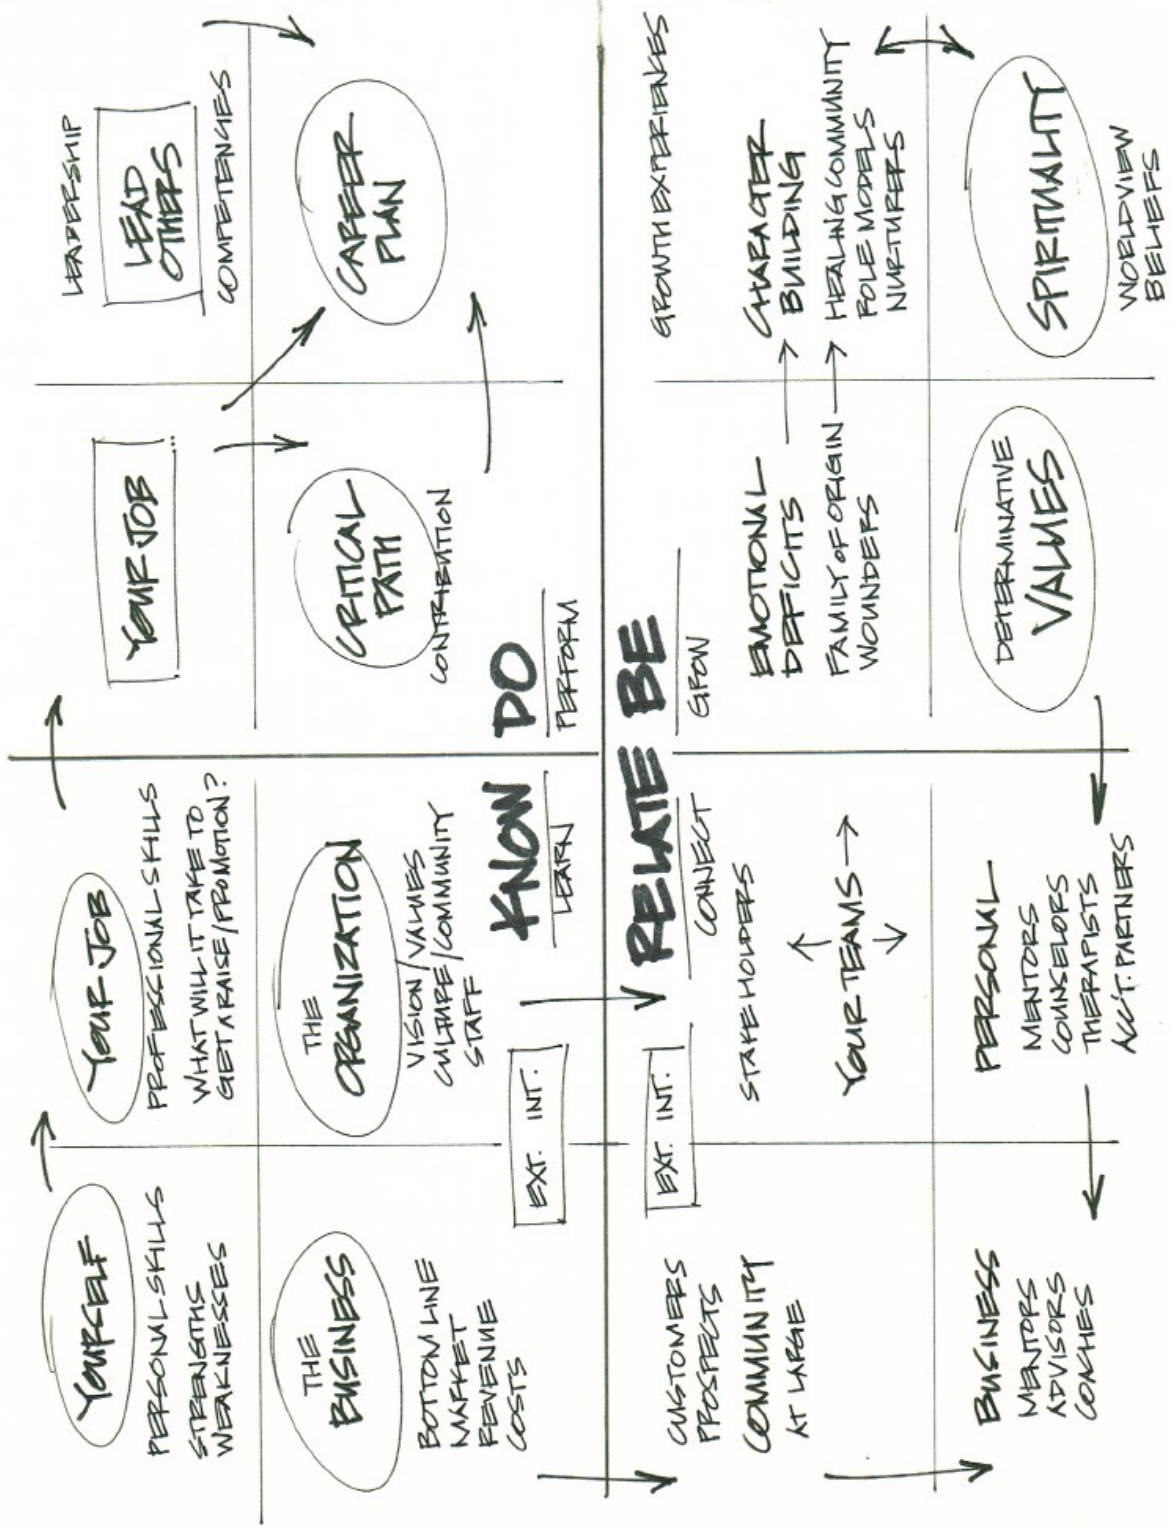 YOURSELF
PERSONAL SKILLS
STRENGTHS
WEAKNESSES
YOUR JOB
PROFESSIONAL SKILLS
WHAT WILL IT TAKE TO
GET A RAISE/PROMOTION?
THE
BUSINESS
BOTTOM LINE
MARKET
REVENUE
COSTS
THE
ORGANIZATION
VISION/VALUES
CULTURE/COMMUNITY
STAFF
EXT. INT.
KNOW
LEARN
YOUR JOB...
LEADERSHIP
LEAD
OTHERS
COMPETENCES
CRITICAL
PATH
CONTRIBUTION
CAREER
PLAN
DO
PERFORM
EXT. INT.
RELATE
CONNECT
CUSTOMERS
PROSPECTS
COMMUNITY
AT LARGE
STAKEHOLDERS
YOUR TEAMS →
BUSINESS
MENTORS
ADVISORS
COACHES
PERSONAL
MENTORS
COUNSELORS
THERAPISTS
ACC'T. PARTNERS
BE
GROW
GROWTH EXPERIENCES
EMOTIONAL
DEFICITS
→ CHARACTER
BUILDING
FAMILY OF ORIGIN
WOUNDERS
→ HEALING COMMUNITY
ROLE MODELS
NURTURERS
DETERMINATIVE
VALUES
SPIRITUALITY
WORLDVIEW
BELIEFS